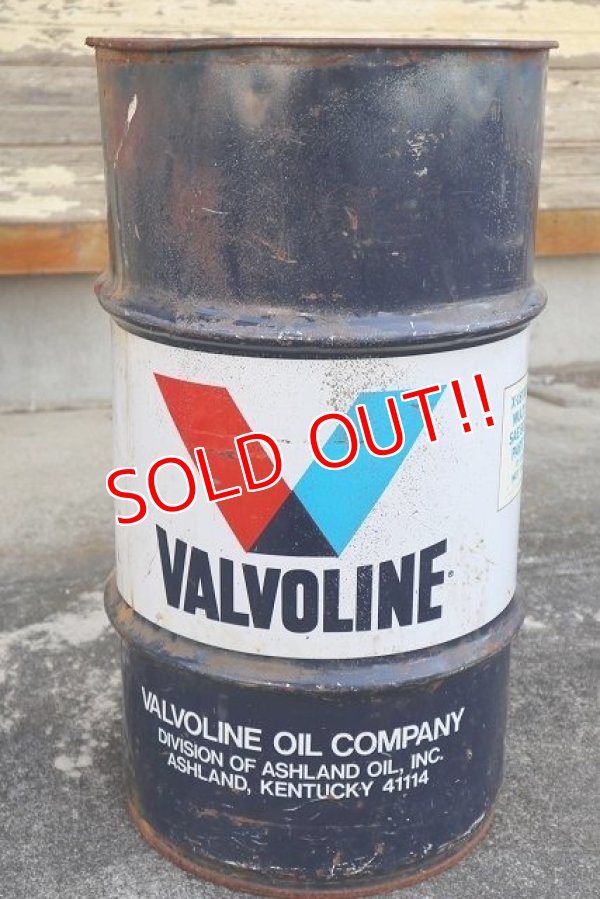 SOLD OUT!!
VALVOLINE®
VALVOLINE OIL COMPANY
DIVISION OF ASHLAND OIL, INC.
ASHLAND, KENTUCKY 41114